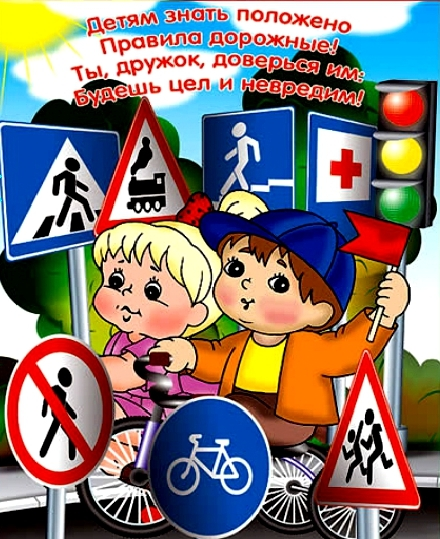 Детям знать положено
Правила дорожные!
Ты, дружок, доверься им:
Будешь цел и невредим!